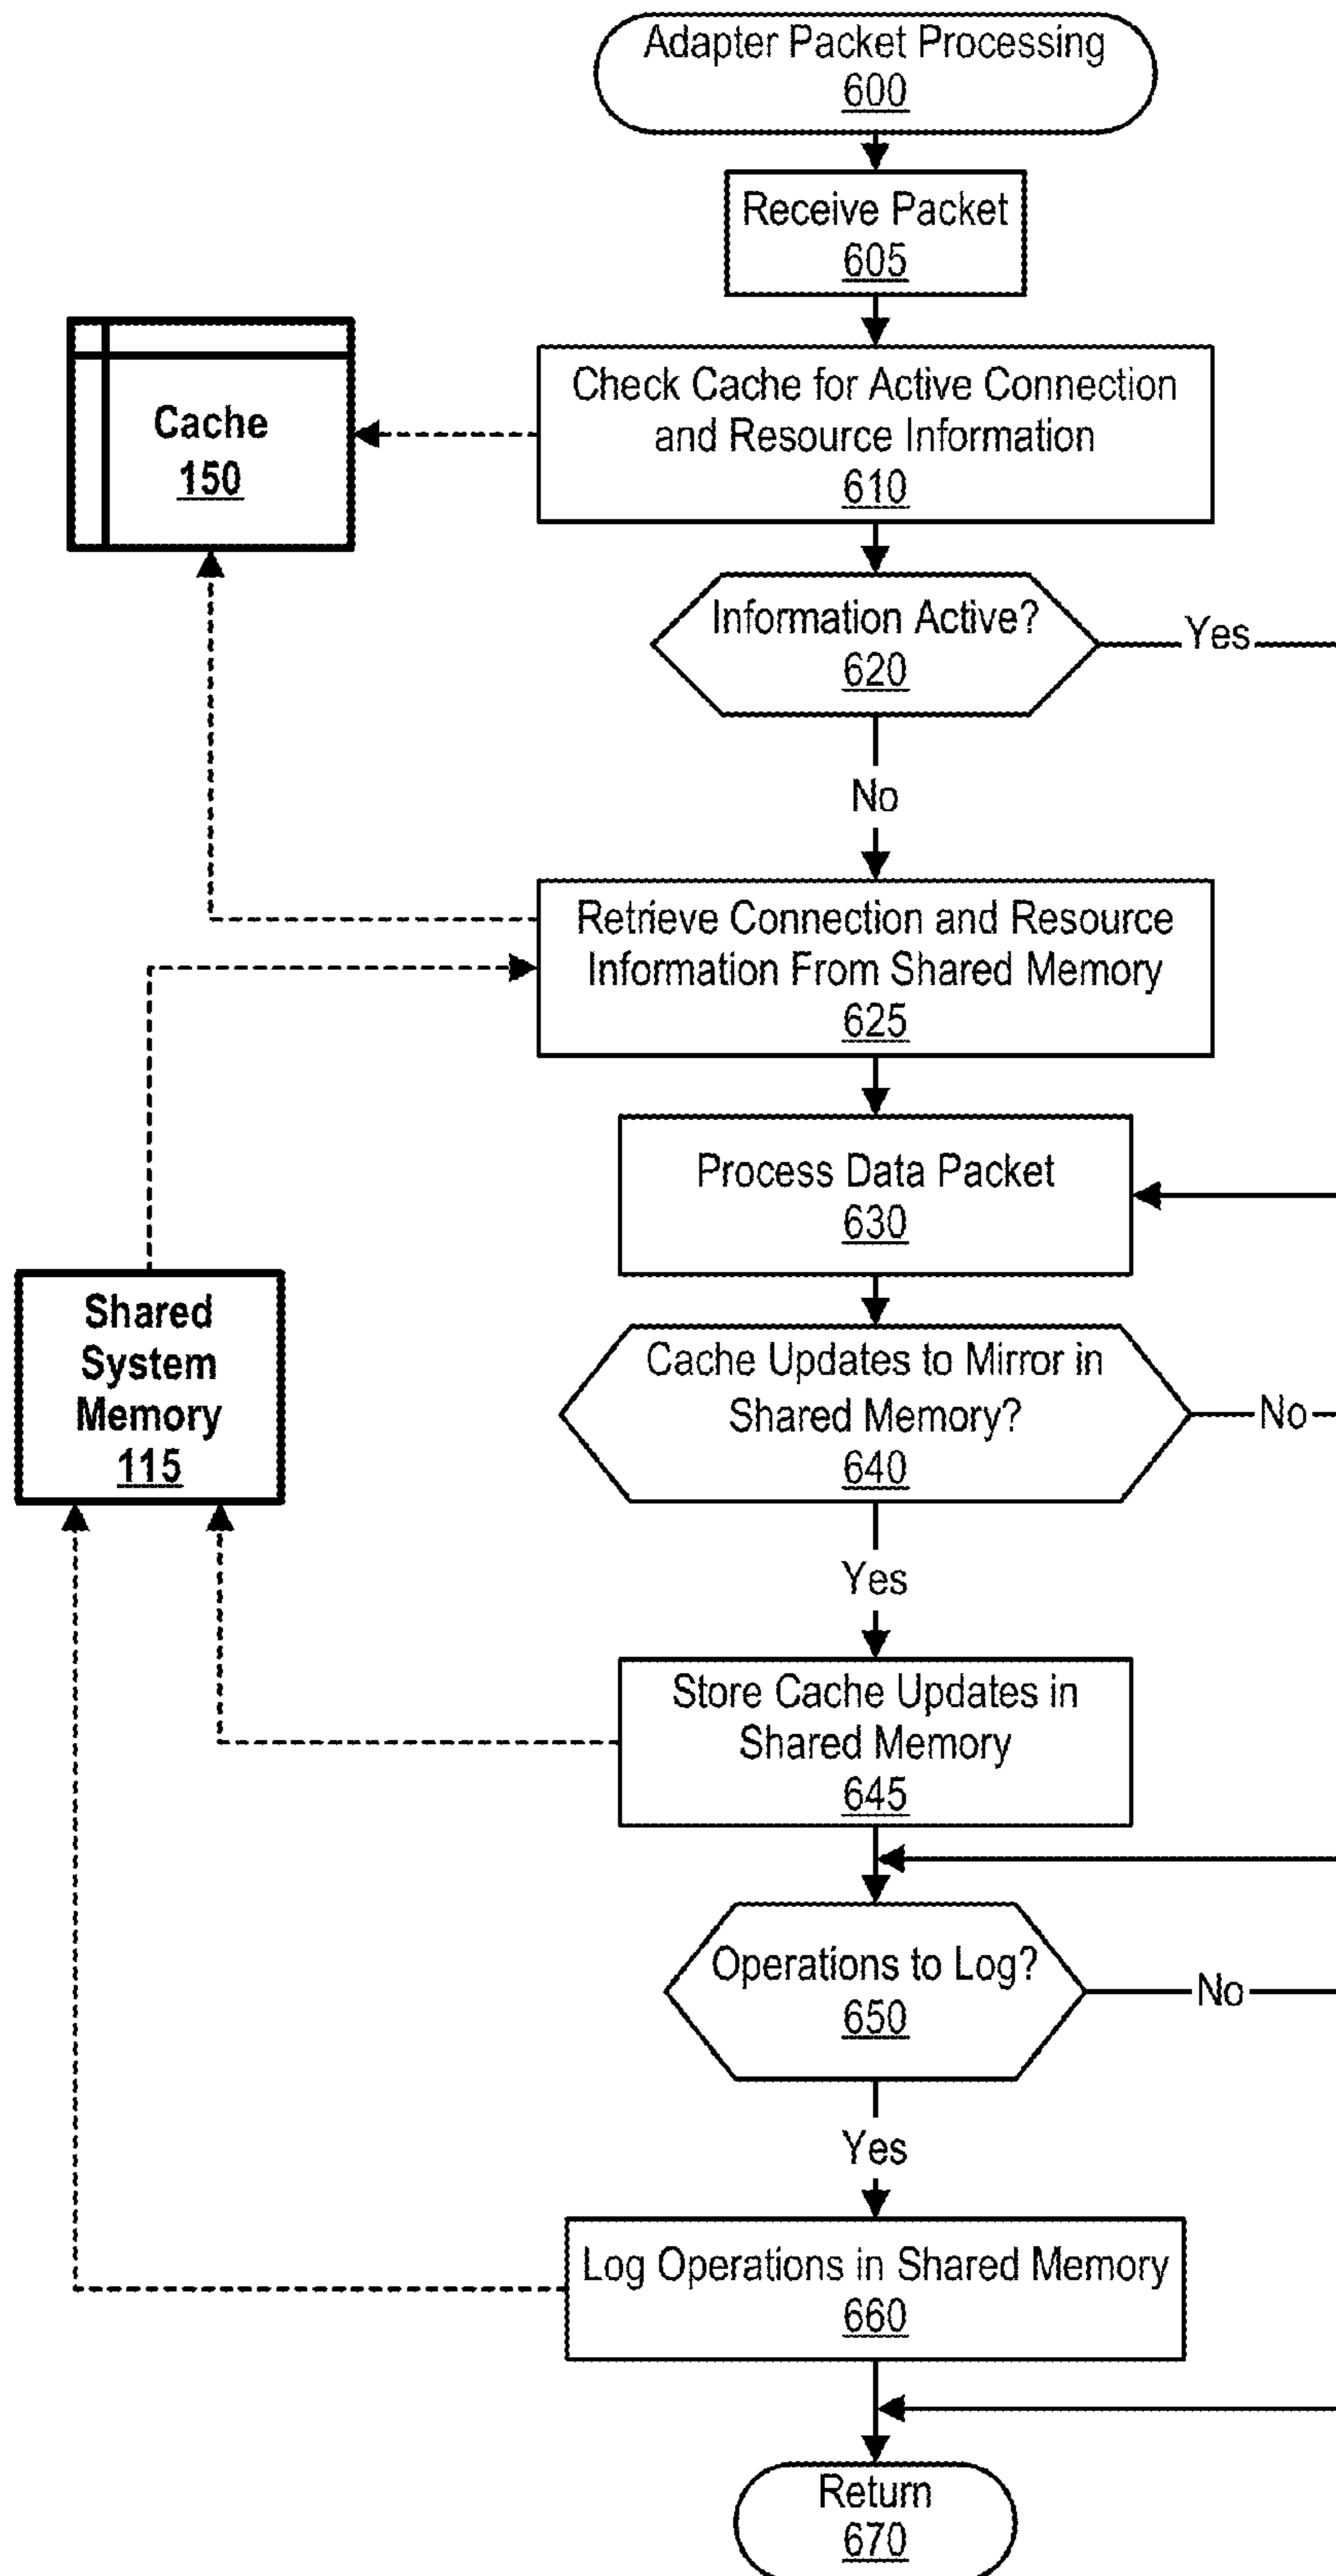 Adapter Packet Processing
600
Receive Packet
605
Check Cache for Active Connection
and Resource Information
610
Cache
150
Information Active?
620
Yes
No
Retrieve Connection and Resource
Information From Shared Memory
625
Process Data Packet
630
Shared
System
Memory
115
Cache Updates to Mirror in
Shared Memory?
640
No
Yes
Store Cache Updates in
Shared Memory
645
Operations to Log?
650
No
Yes
Log Operations in Shared Memory
660
Return
670